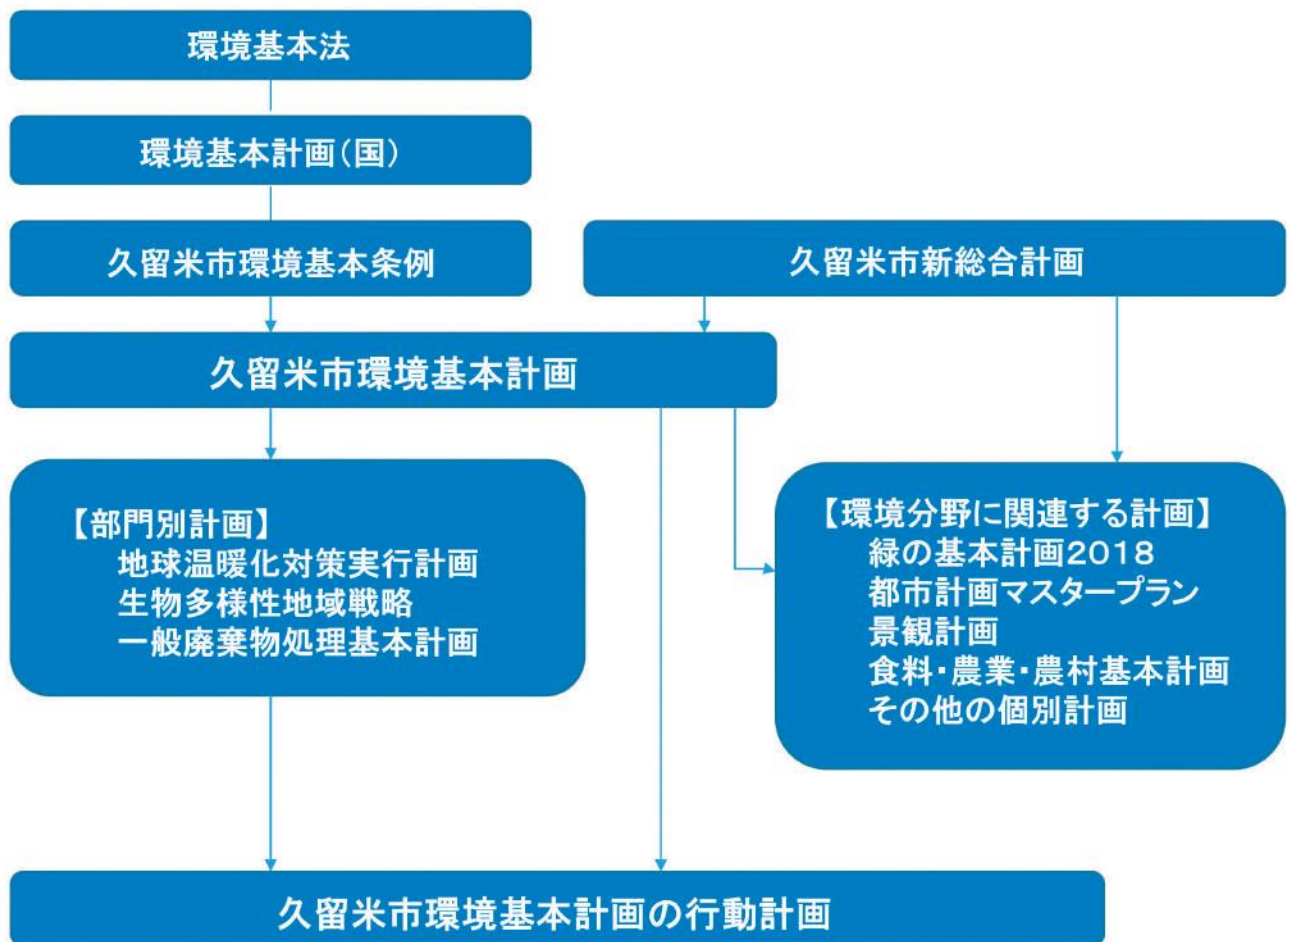 環境基本法
環境基本計画(国)
久留米市環境基本条例
久留米市新総合計画
久留米市環境基本計画
【部門別計画】
地球温暖化対策実行計画
生物多様性地域戦略
一般廃棄物処理基本計画
【環境分野に関連する計画】
緑の基本計画2018
都市計画マスタープラン
景観計画
食料・農業・農村基本計画
その他の個別計画
久留米市環境基本計画の行動計画